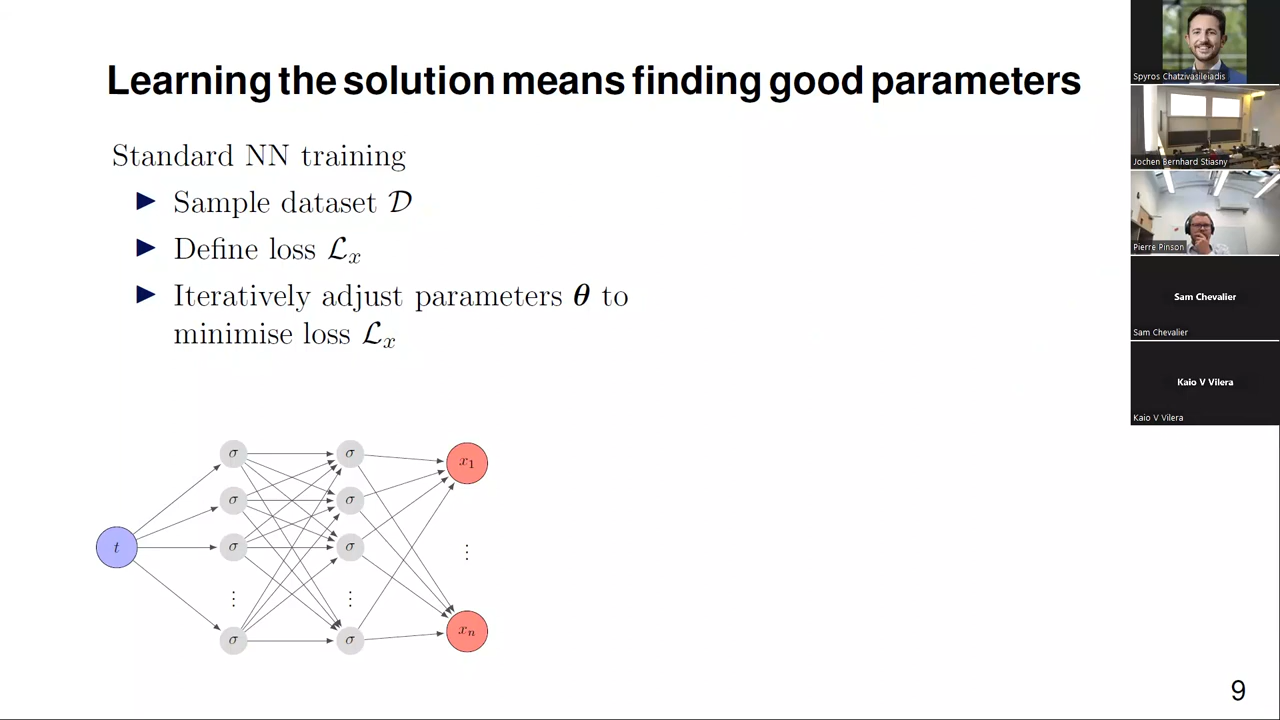 Learning the solution means finding good parameters
Standard NN training
▶ Sample dataset 𝒟
▶ Define loss ℒₓ
▶ Iteratively adjust parameters θ to
minimise loss ℒₓ
t
σ σ x₁
σ σ
σ σ
⋮ ⋮ ⋮
σ σ xₙ
9
Spyros Chatzivasileiadis
Jochen Bernhard Stiasny
Pierre Pinson
Sam Chevalier
Sam Chevalier
Kaio V Vilera
Kaio V Vilera